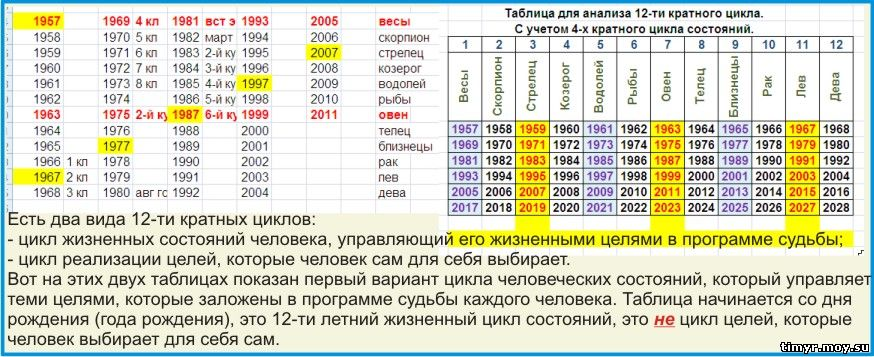 1957 1969 4 кл 1981 вст э 1993 2005 весы
1958 1970 5 кл 1982 март 1994 2006 скорпион
1959 1971 6 кл 1983 2-й ку 1995 2007 стрелец
1960 1972 7 кл 1984 3-й ку 1996 2008 козерог
1961 1973 8 кл 1985 4-й ку 1997 2009 водолей
1962 1974 1986 5-й ку 1998 2010 рыбы
1963 1975 2-й ку 1987 6-й ку 1999 2011 овен
1964 1976 1988 2000 телец
1965 1977 1989 2001 близнецы
1966 1 кл 1978 1990 2002 рак
1967 2 кл 1979 1991 2003 лев
1968 3 кл 1980 авг го 1992 2004 дева
Таблица для анализа 12-ти кратного цикла.
С учетом 4-х кратного цикла состояний.
1 2 3 4 5 6 7 8 9 10 11 12
Весы Скорпион Стрелец Козерог Водолей Рыбы Овен Телец Близнецы Рак Лев Дева
1957 1958 1959 1960 1961 1962 1963 1964 1965 1966 1967 1968
1969 1970 1971 1972 1973 1974 1975 1976 1977 1978 1979 1980
1981 1982 1983 1984 1985 1986 1987 1988 1989 1990 1991 1992
1993 1994 1995 1996 1997 1998 1999 2000 2001 2002 2003 2004
2005 2006 2007 2008 2009 2010 2011 2012 2013 2014 2015 2016
2017 2018 2019 2020 2021 2022 2023 2024 2025 2026 2027 2028
Есть два вида 12-ти кратных циклов:
- цикл жизненных состояний человека, управляющий его жизненными целями в программе судьбы;
- цикл реализации целей, которые человек сам для себя выбирает.
Вот на этих двух таблицах показан первый вариант цикла человеческих состояний, который управляет
теми целями, которые заложены в программе судьбы каждого человека. Таблица начинается со дня
рождения (года рождения), это 12-ти летний жизненный цикл состояний, это не цикл целей, которые
человек выбирает для себя сам.
timyr.moy.su